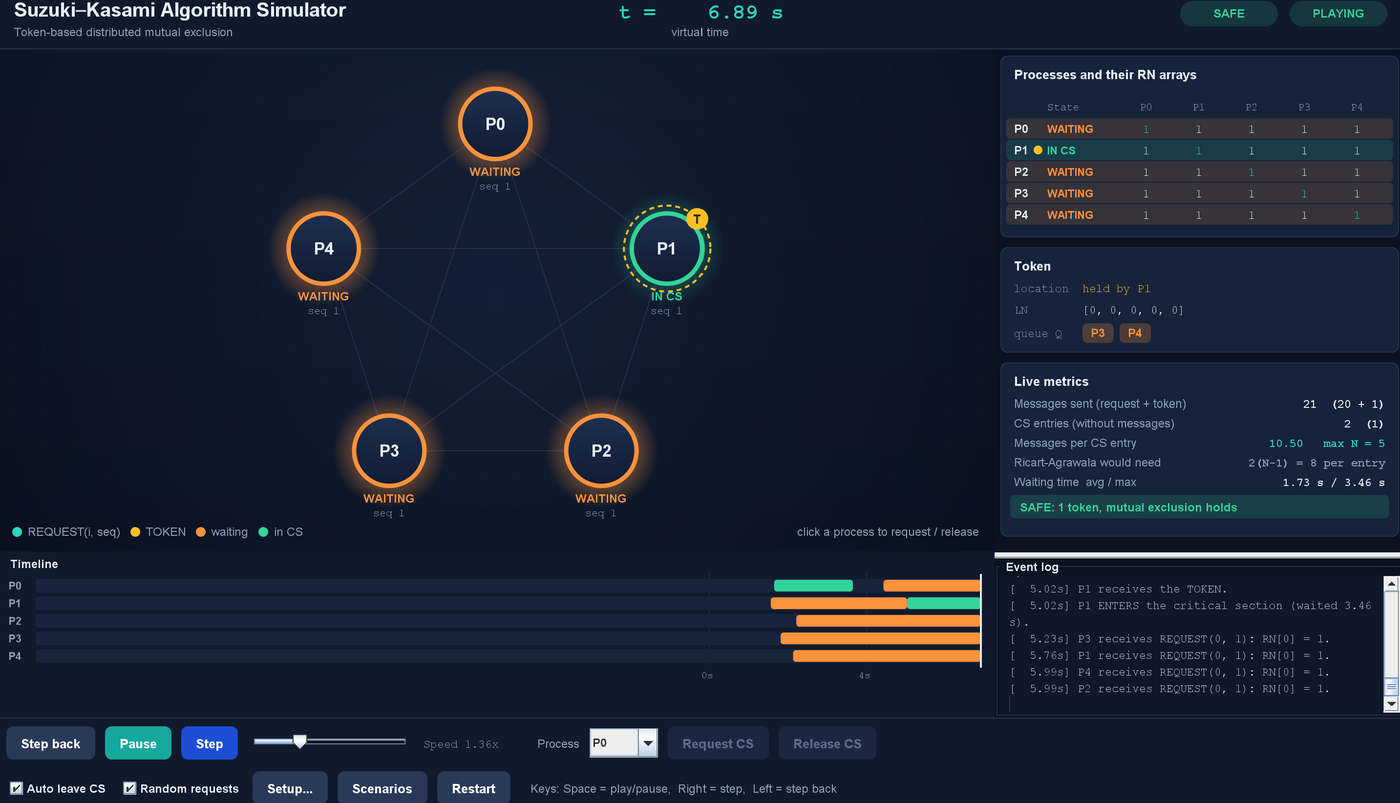 Suzuki–Kasami Algorithm Simulator
Token-based distributed mutual exclusion
t = 6.89 s
virtual time
SAFE
PLAYING
P0
WAITING
seq 1
P4
WAITING
seq 1
P1
T
IN CS
seq 1
P3
WAITING
seq 1
P2
WAITING
seq 1
REQUEST(i, seq) TOKEN waiting in CS
click a process to request / release
Processes and their RN arrays
State P0 P1 P2 P3 P4
P0 WAITING 1 1 1 1 1
P1 IN CS 1 1 1 1 1
P2 WAITING 1 1 1 1 1
P3 WAITING 1 1 1 1 1
P4 WAITING 1 1 1 1 1
Token
location held by P1
LN [0, 0, 0, 0, 0]
queue Q P3 P4
Live metrics
Messages sent (request + token) 21 (20 + 1)
CS entries (without messages) 2 (1)
Messages per CS entry 10.50 max N = 5
Ricart-Agrawala would need 2(N-1) = 8 per entry
Waiting time avg / max 1.73 s / 3.46 s
SAFE: 1 token, mutual exclusion holds
Timeline
P0
P1
P2
P3
P4
0s 4s
Event log
[ 5.02s] P1 receives the TOKEN.
[ 5.02s] P1 ENTERS the critical section (waited 3.46
s).
[ 5.23s] P3 receives REQUEST(0, 1): RN[0] = 1.
[ 5.76s] P1 receives REQUEST(0, 1): RN[0] = 1.
[ 5.99s] P4 receives REQUEST(0, 1): RN[0] = 1.
[ 5.99s] P2 receives REQUEST(0, 1): RN[0] = 1.
Step back Pause Step Speed 1.36x Process P0 Request CS Release CS
Auto leave CS Random requests Setup... Scenarios Restart Keys: Space = play/pause, Right = step, Left = step back